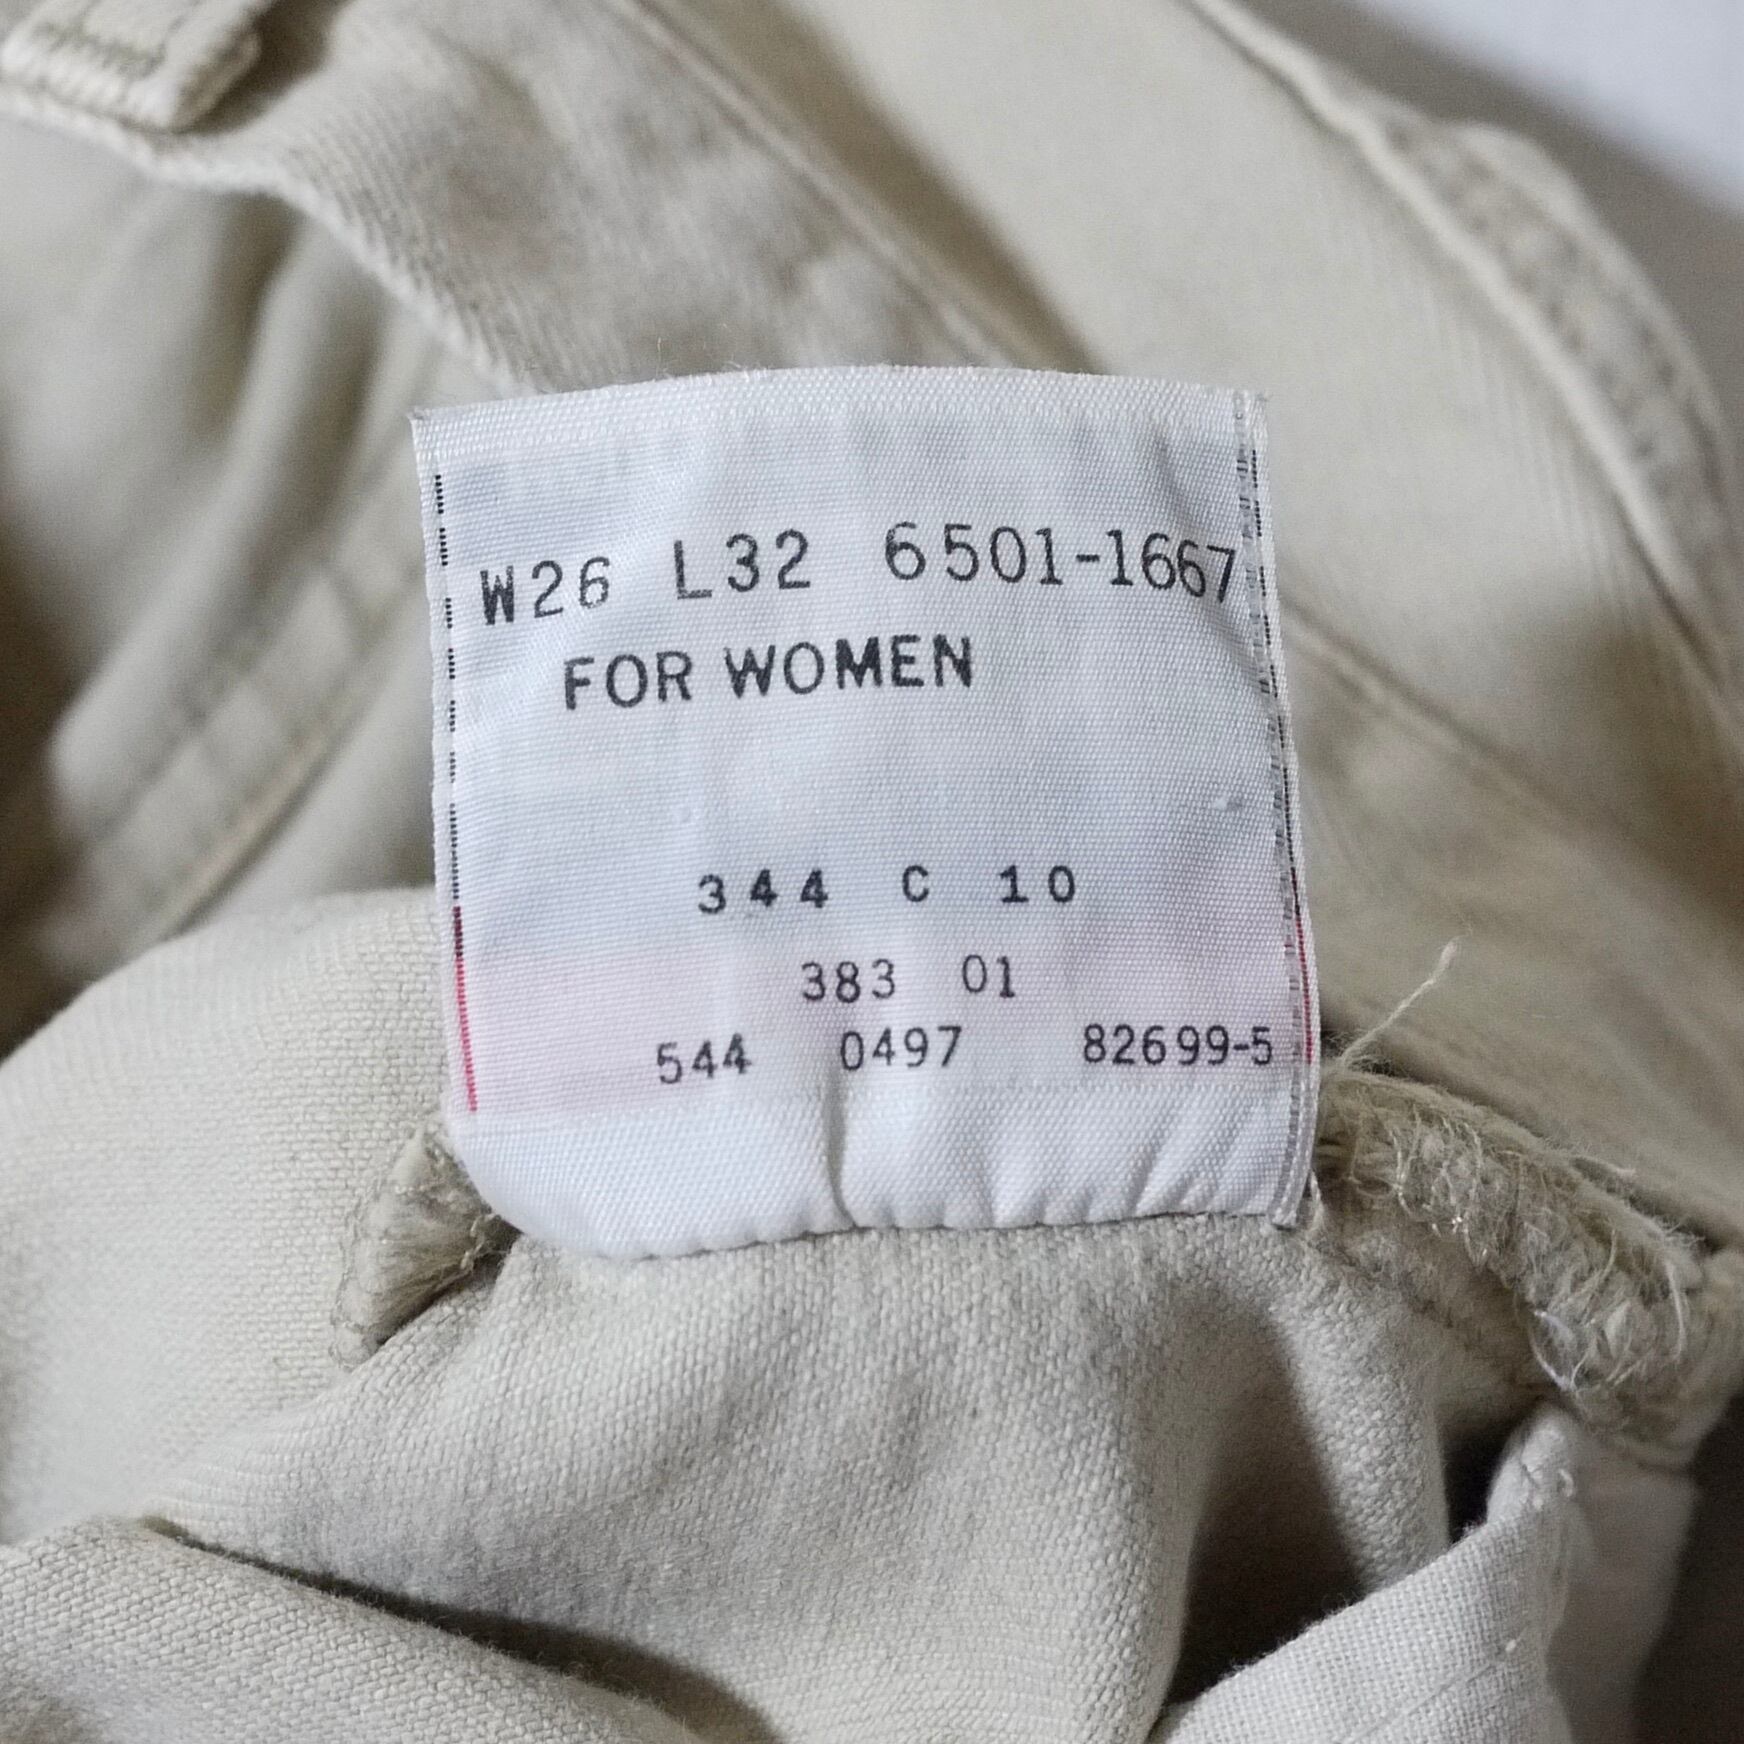 W26 L32 6501-1667
FOR WOMEN
344 C 10
383 01
544 0497 82699-5